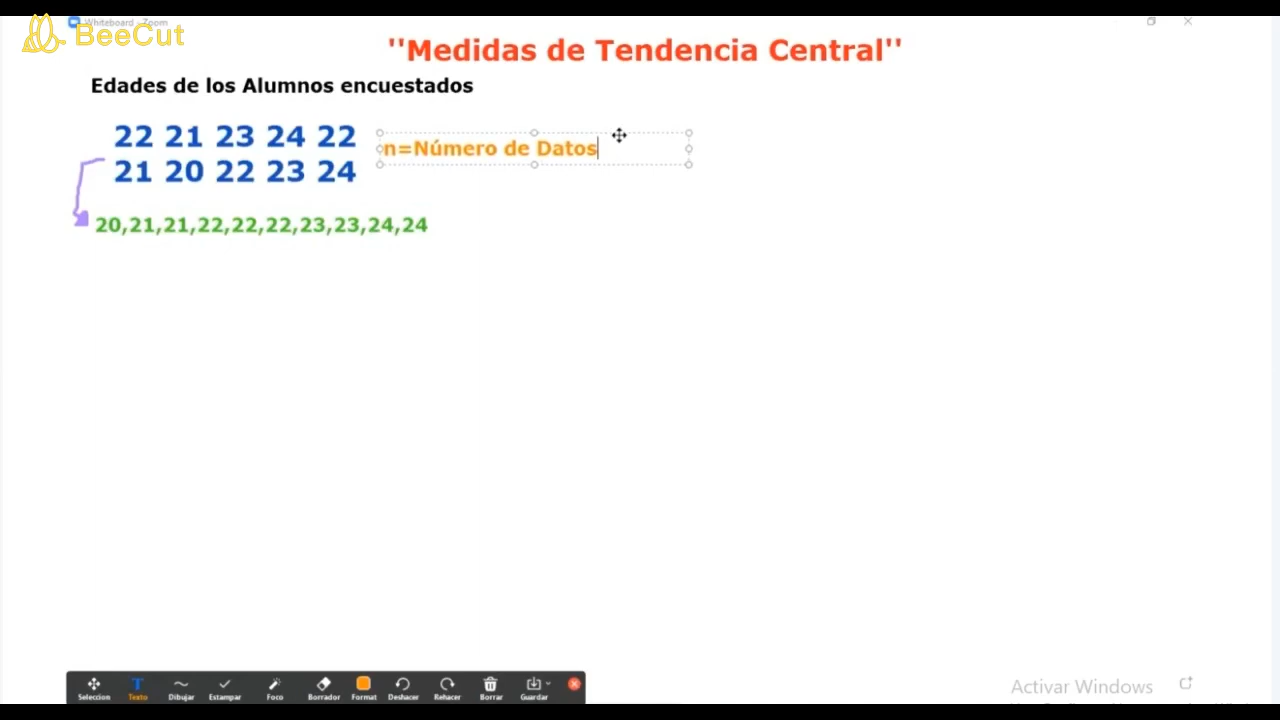 Whiteboard - Zoom
BeeCut
''Medidas de Tendencia Central''
Edades de los Alumnos encuestados
22 21 23 24 22
21 20 22 23 24
n=Número de Datos
20,21,21,22,22,22,23,23,24,24
Seleccion Texto Dibujar Estampar Foco Borrador Format Deshacer Rehacer Borrar Guardar
Activar Windows